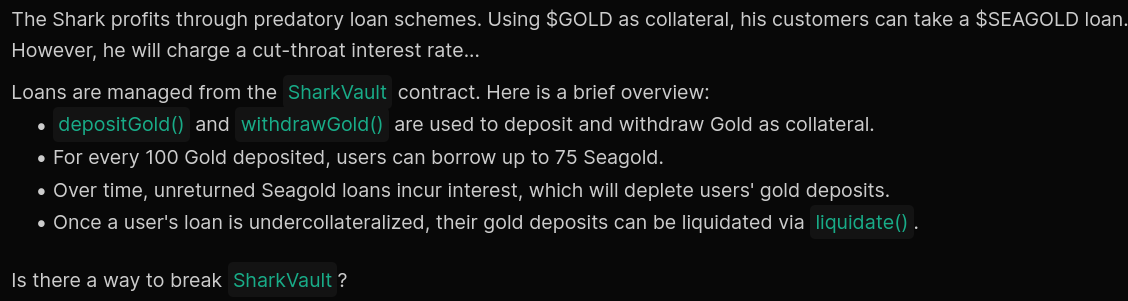 The Shark profits through predatory loan schemes. Using $GOLD as collateral, his customers can take a $SEAGOLD loan.
However, he will charge a cut-throat interest rate...
Loans are managed from the SharkVault contract. Here is a brief overview:
• depositGold() and withdrawGold() are used to deposit and withdraw Gold as collateral.
• For every 100 Gold deposited, users can borrow up to 75 Seagold.
• Over time, unreturned Seagold loans incur interest, which will deplete users' gold deposits.
• Once a user's loan is undercollateralized, their gold deposits can be liquidated via liquidate().
Is there a way to break SharkVault?